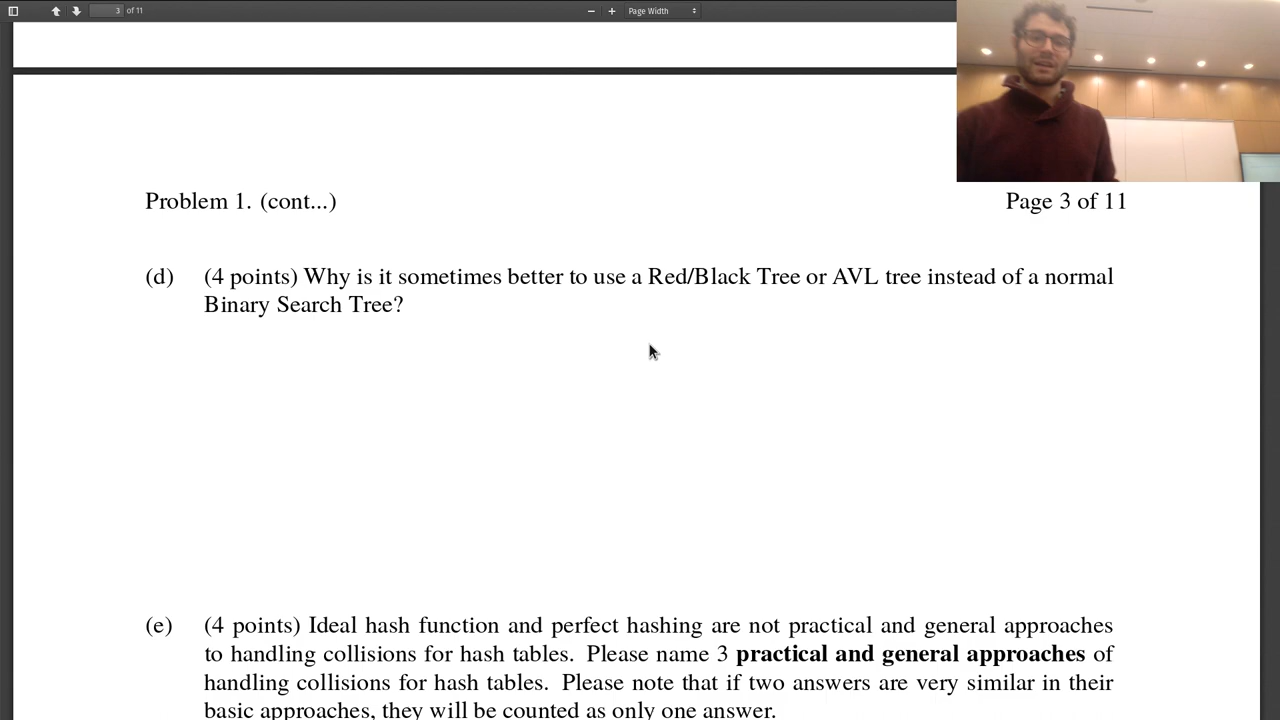 3 of 11
Page Width
Problem 1. (cont...)
Page 3 of 11
(d) (4 points) Why is it sometimes better to use a Red/Black Tree or AVL tree instead of a normal
Binary Search Tree?
(e) (4 points) Ideal hash function and perfect hashing are not practical and general approaches
to handling collisions for hash tables. Please name 3 practical and general approaches of
handling collisions for hash tables. Please note that if two answers are very similar in their
basic approaches, they will be counted as only one answer.